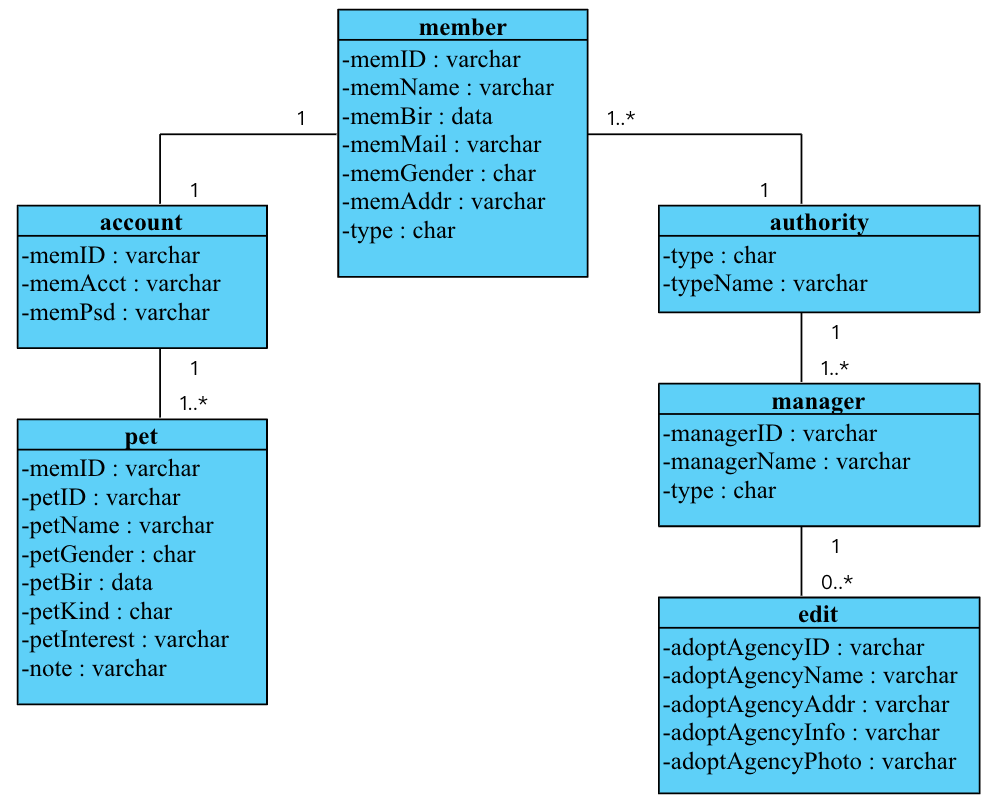 member
-memID : varchar
-memName : varchar
-memBir : data
-memMail : varchar
-memGender : char
-memAddr : varchar
-type : char
1
1..*
1
1
account
-memID : varchar
-memAcct : varchar
-memPsd : varchar
authority
-type : char
-typeName : varchar
1
1..*
1
1..*
pet
-memID : varchar
-petID : varchar
-petName : varchar
-petGender : char
-petBir : data
-petKind : char
-petInterest : varchar
-note : varchar
manager
-managerID : varchar
-managerName : varchar
-type : char
1
0..*
edit
-adoptAgencyID : varchar
-adoptAgencyName : varchar
-adoptAgencyAddr : varchar
-adoptAgencyInfo : varchar
-adoptAgencyPhoto : varchar